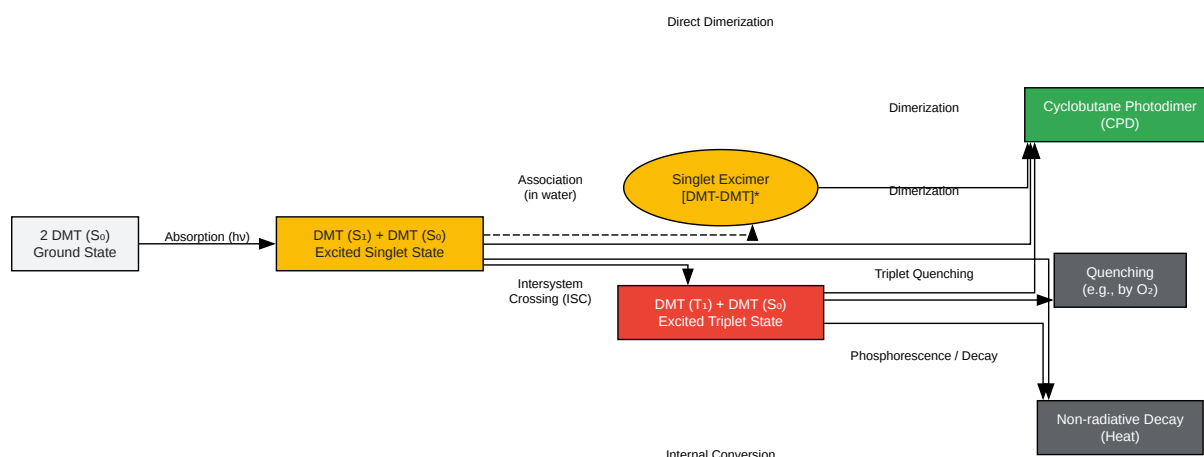 Direct Dimerization
Dimerization
Cyclobutane Photodimer
(CPD)
Association
(in water)
Singlet Excimer
[DMT-DMT]*
Dimerization
2 DMT (S₀)
Ground State
Absorption (hν)
DMT (S₁) + DMT (S₀)
Excited Singlet State
Intersystem
Crossing (ISC)
Triplet Quenching
Quenching
(e.g., by O₂)
DMT (T₁) + DMT (S₀)
Excited Triplet State
Phosphorescence / Decay
Non-radiative Decay
(Heat)
Internal Conversion